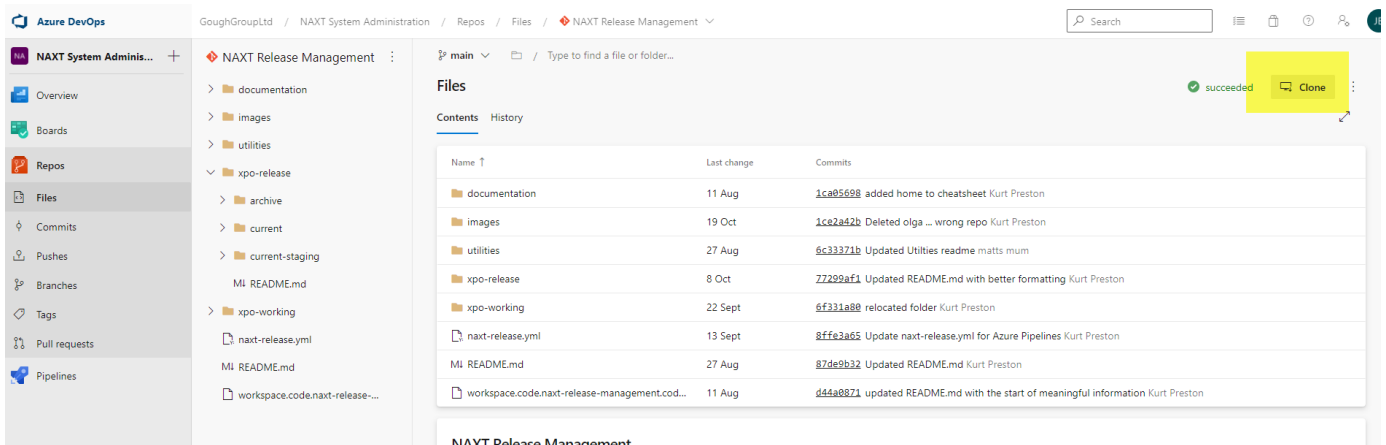 Azure DevOps
GoughGroupLtd / NAXT System Administration / Repos / Files / NAXT Release Management
Search
JE
NA NAXT System Adminis... +
Overview
Boards
Repos
Files
Commits
Pushes
Branches
Tags
Pull requests
Pipelines
NAXT Release Management
documentation
images
utilities
xpo-release
archive
current
current-staging
M↓ README.md
xpo-working
naxt-release.yml
M↓ README.md
workspace.code.naxt-release-...
main / Type to find a file or folder...
Files
succeeded
Clone
Contents History
Name ↑ Last change Commits
documentation 11 Aug 1ca05698 added home to cheatsheet Kurt Preston
images 19 Oct 1ce2a42b Deleted olga ... wrong repo Kurt Preston
utilities 27 Aug 6c33371b Updated Utilties readme matts mum
xpo-release 8 Oct 77299af1 Updated README.md with better formatting Kurt Preston
xpo-working 22 Sept 6f331a80 relocated folder Kurt Preston
naxt-release.yml 13 Sept 8ffe3a65 Update naxt-release.yml for Azure Pipelines Kurt Preston
M↓ README.md 27 Aug 87de9b32 Updated README.md Kurt Preston
workspace.code.naxt-release-management.cod... 11 Aug d44a0871 updated README.md with the start of meaningful information Kurt Preston
NAXT Release Management